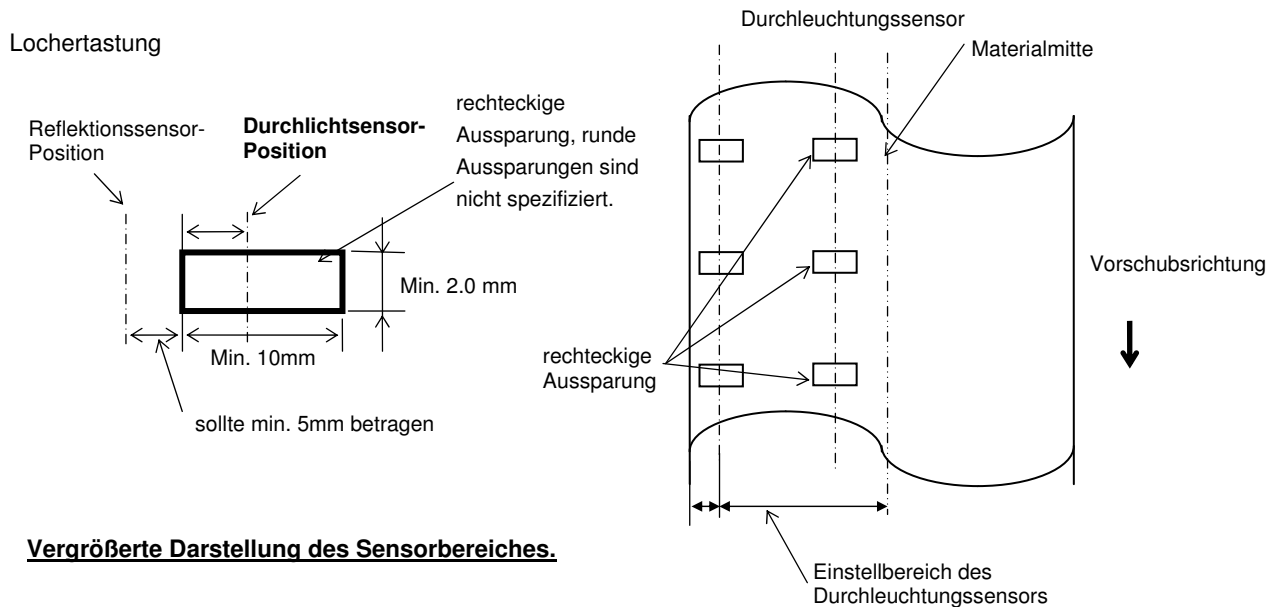 Durchleuchtungssensor
Lochertastung
Materialmitte
Reflektionssensor-
Position
Durchlichtsensor-
Position
rechteckige
Aussparung, runde
Aussparungen sind
nicht spezifiziert.
Min. 2.0 mm
Min. 10mm
sollte min. 5mm betragen
Vorschubsrichtung
rechteckige
Aussparung
Vergrößerte Darstellung des Sensorbereiches.
Einstellbereich des
Durchleuchtungssensors